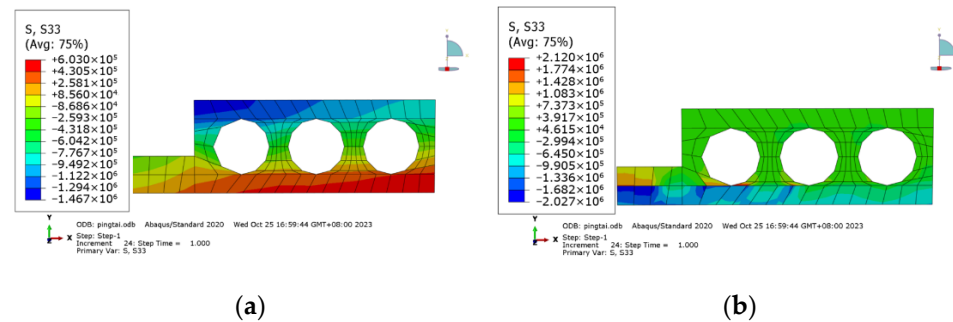 S, S33
(Avg: 75%)
+6.030×10⁵
+4.305×10⁵
+2.581×10⁵
+8.560×10⁴
-8.686×10⁴
-2.593×10⁵
-4.318×10⁵
-6.042×10⁵
-7.767×10⁵
-9.492×10⁵
-1.122×10⁶
-1.294×10⁶
-1.467×10⁶
Y
Z
X
ODB: pingtai.odb Abaqus/Standard 2020 Wed Oct 25 16:59:44 GMT+08:00 2023
Step: Step-1
Increment 24: Step Time = 1.000
Primary Var: S, S33
(a)
S, S33
(Avg: 75%)
+2.120×10⁶
+1.774×10⁶
+1.428×10⁶
+1.083×10⁶
+7.373×10⁵
+3.917×10⁵
+4.615×10⁴
-2.994×10⁵
-6.450×10⁵
-9.905×10⁵
-1.336×10⁶
-1.682×10⁶
-2.027×10⁶
Y
Z
X
ODB: pingtai.odb Abaqus/Standard 2020 Wed Oct 25 16:59:44 GMT+08:00 2023
Step: Step-1
Increment 24: Step Time = 1.000
Primary Var: S, S33
(b)